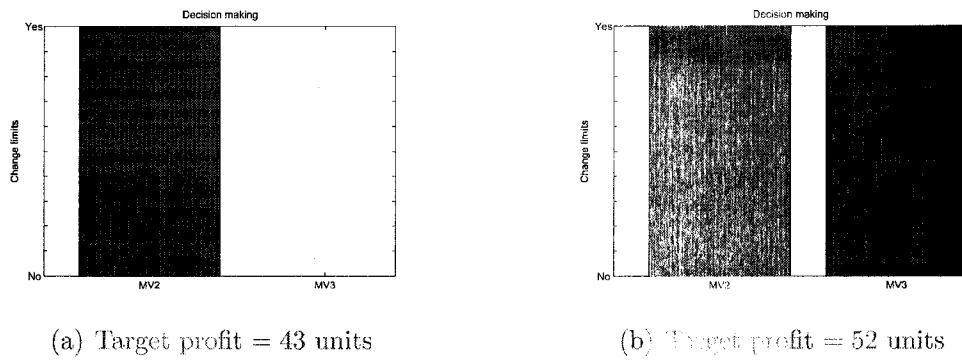 Decision making
Yes
Change limits
No
MV2
MV3
(a) Target profit = 43 units
Decision making
Yes
Change limits
No
MV2
MV3
(b) Target profit = 52 units